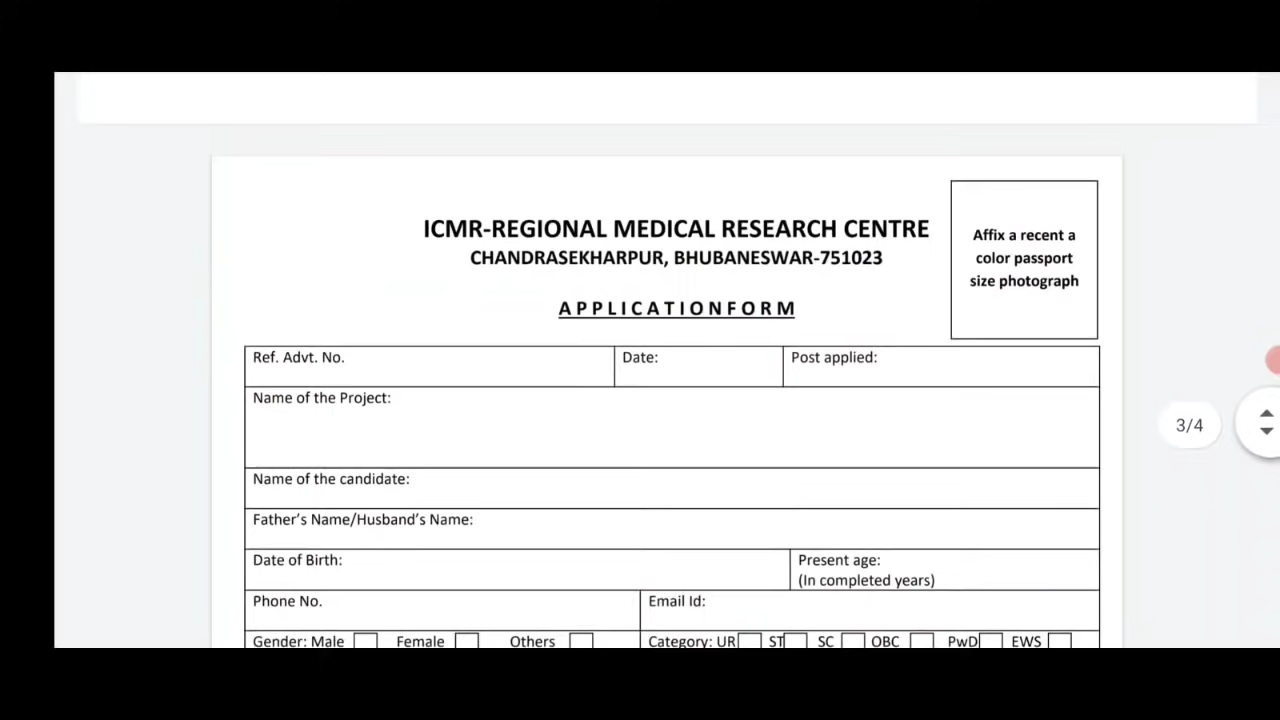 ICMR-REGIONAL MEDICAL RESEARCH CENTRE
CHANDRASEKHARPUR, BHUBANESWAR-751023
Affix a recent a
color passport
size photograph
A P P L I C A T I O N F O R M
Ref. Advt. No. Date: Post applied:
Name of the Project:
3/4
Name of the candidate:
Father's Name/Husband's Name:
Date of Birth: Present age:
(In completed years)
Phone No. Email Id:
Gender: Male Female Others Category: UR ST SC OBC PwD EWS